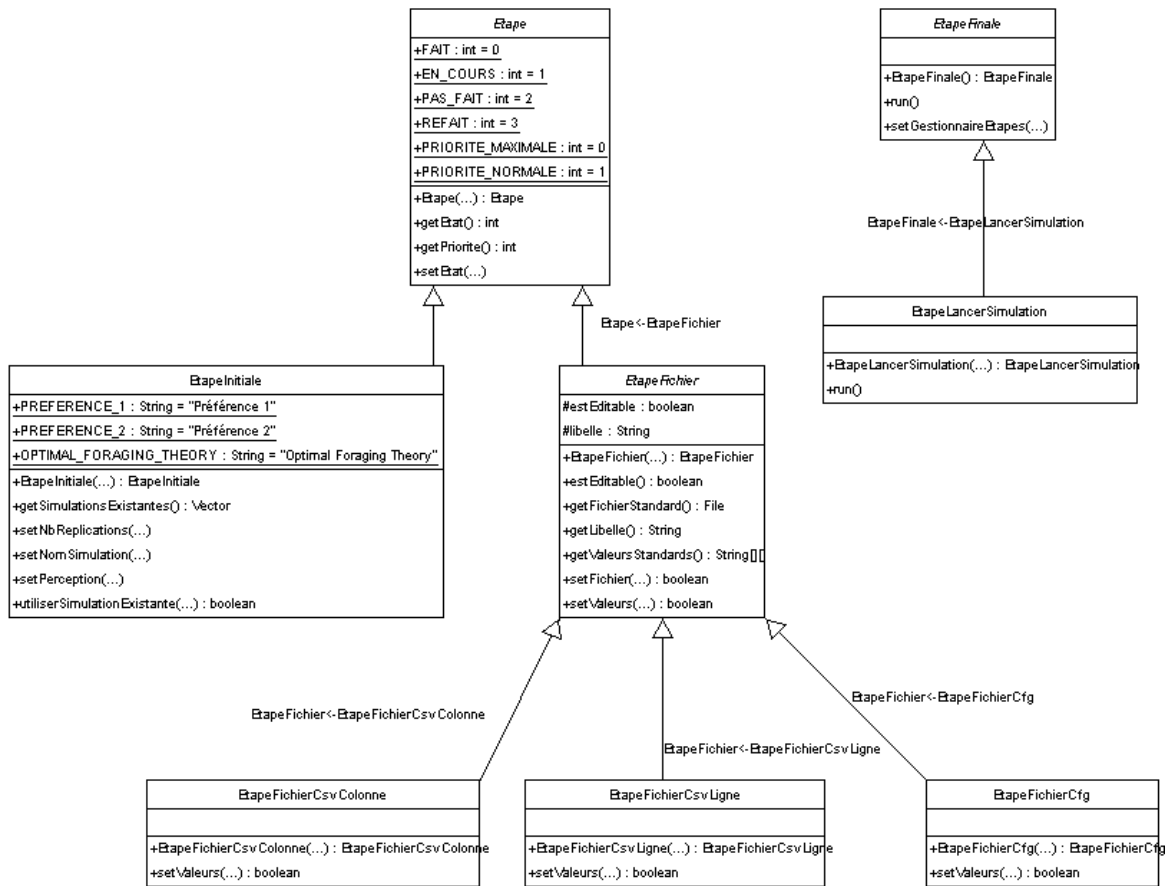 Etape
+FAIT : int = 0
+EN_COURS : int = 1
+PAS_FAIT : int = 2
+REFAIT : int = 3
+PRIORITE_MAXIMALE : int = 0
+PRIORITE_NORMALE : int = 1
+Etape(...) : Etape
+getEtat() : int
+getPriorite() : int
+setEtat(...)
EtapeFinale
+EtapeFinale() : EtapeFinale
+run()
+setGestionnaireEtapes(...)
EtapeFinale<-EtapeLancerSimulation
Etape<-EtapeFichier
EtapeLancerSimulation
+EtapeLancerSimulation(...) : EtapeLancerSimulation
+run()
EtapeInitiale
+PREFERENCE_1 : String = "Préférence 1"
+PREFERENCE_2 : String = "Préférence 2"
+OPTIMAL_FORAGING_THEORY : String = "Optimal Foraging Theory"
+EtapeInitiale(...) : EtapeInitiale
+getSimulationsExistantes() : Vector
+setNbReplications(...)
+setNomSimulation(...)
+setPerception(...)
+utiliserSimulationExistante(...) : boolean
EtapeFichier
#estEditable : boolean
#libelle : String
+EtapeFichier(...) : EtapeFichier
+estEditable() : boolean
+getFichierStandard() : File
+getLibelle() : String
+getValeursStandards() : String[][]
+setFichier(...) : boolean
+setValeurs(...) : boolean
EtapeFichier<-EtapeFichierCsvColonne
EtapeFichier<-EtapeFichierCsvLigne
EtapeFichier<-EtapeFichierCfg
EtapeFichierCsvColonne
+EtapeFichierCsvColonne(...) : EtapeFichierCsvColonne
+setValeurs(...) : boolean
EtapeFichierCsvLigne
+EtapeFichierCsvLigne(...) : EtapeFichierCsvLigne
+setValeurs(...) : boolean
EtapeFichierCfg
+EtapeFichierCfg(...) : EtapeFichierCfg
+setValeurs(...) : boolean